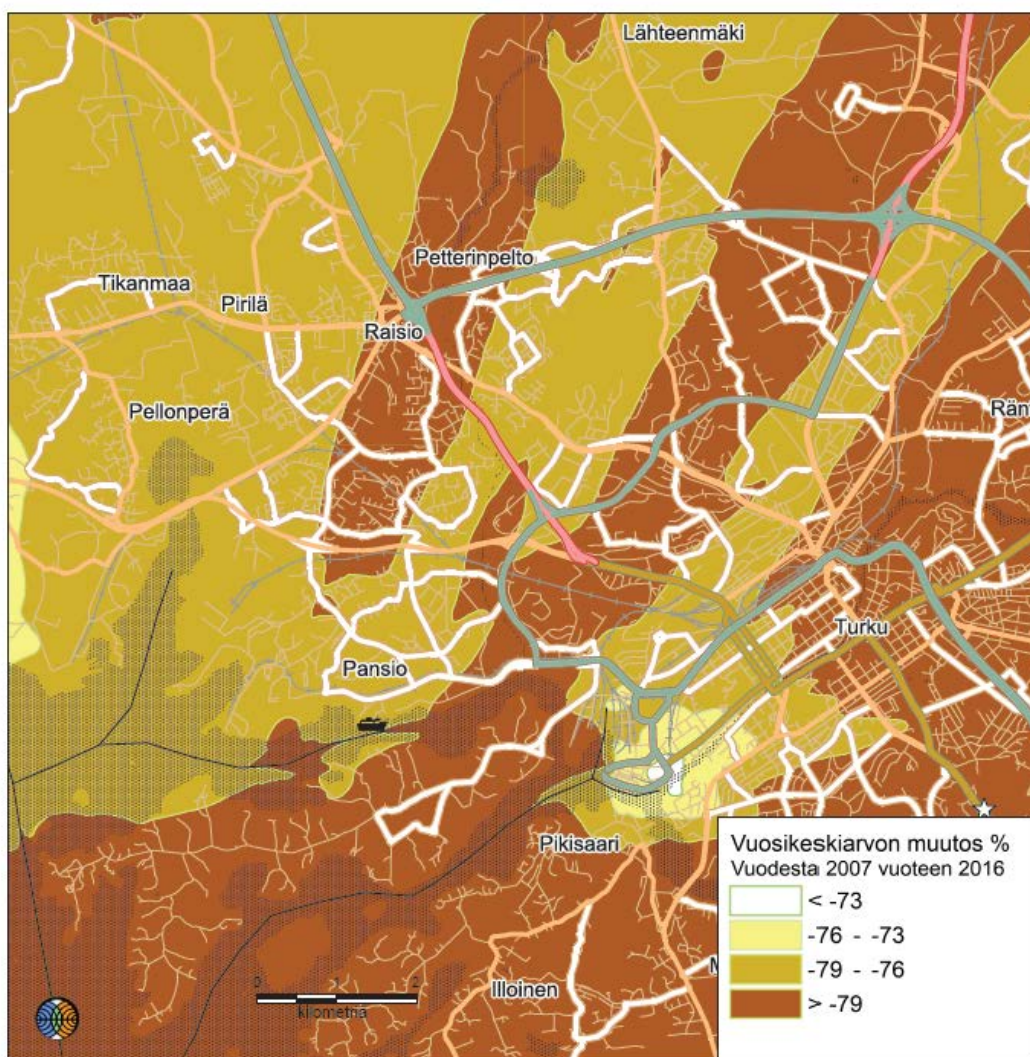 Lähteenmäki
Petterinpelto
Tikanmaa
Pirilä
Raisio
Pellonperä
Turku
Pansio
Pikisaari
Illoinen
0 1 2
kilometriä
Vuosikeskiarvon muutos %
Vuodesta 2007 vuoteen 2016
< -73
-76 - -73
-79 - -76
> -79